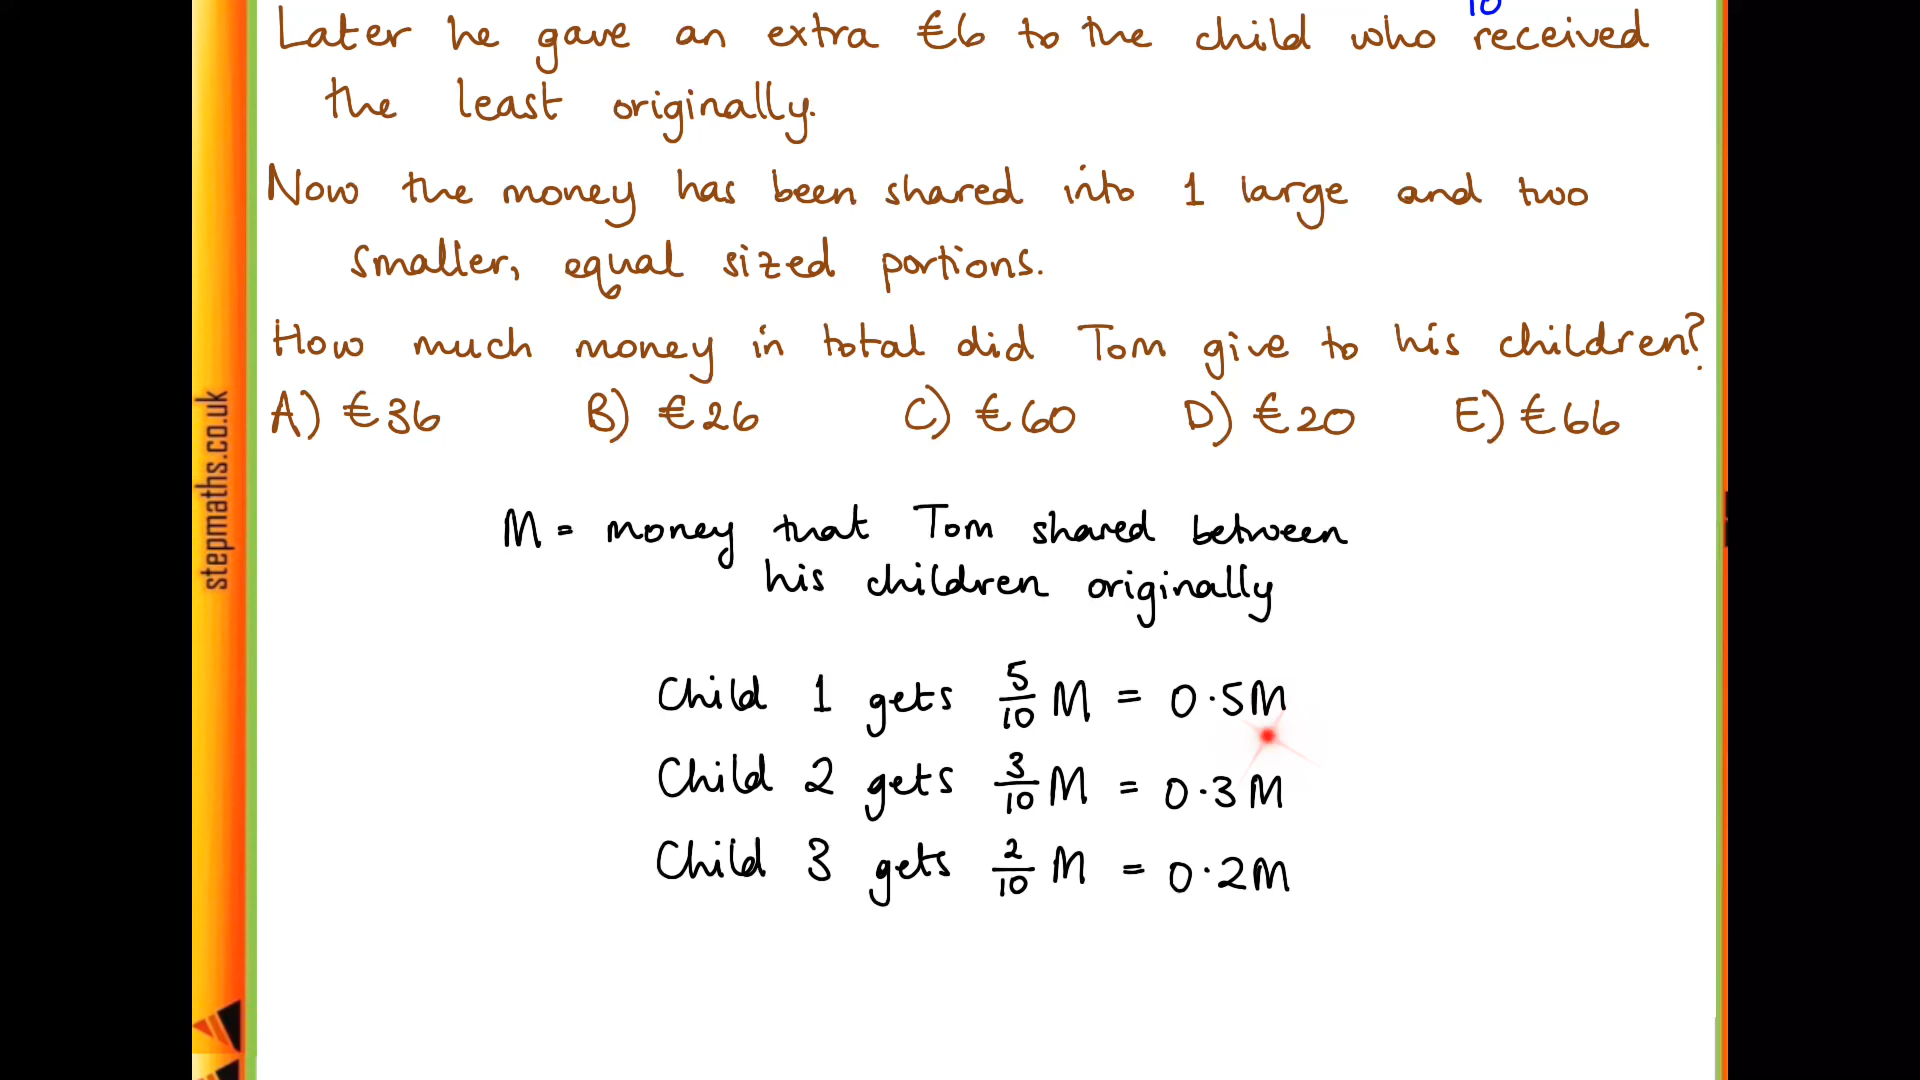 10
Later he gave an extra €6 to the child who received
the least originally.
Now the money has been shared into 1 large and two
smaller, equal sized portions.
How much money in total did Tom give to his children?
A) €36 B) €26 C) €60 D) €20 E) €66
stepmaths.co.uk
M = money that Tom shared between
his children originally
Child 1 gets 5/10 M = 0.5M
Child 2 gets 3/10 M = 0.3M
Child 3 gets 2/10 M = 0.2M